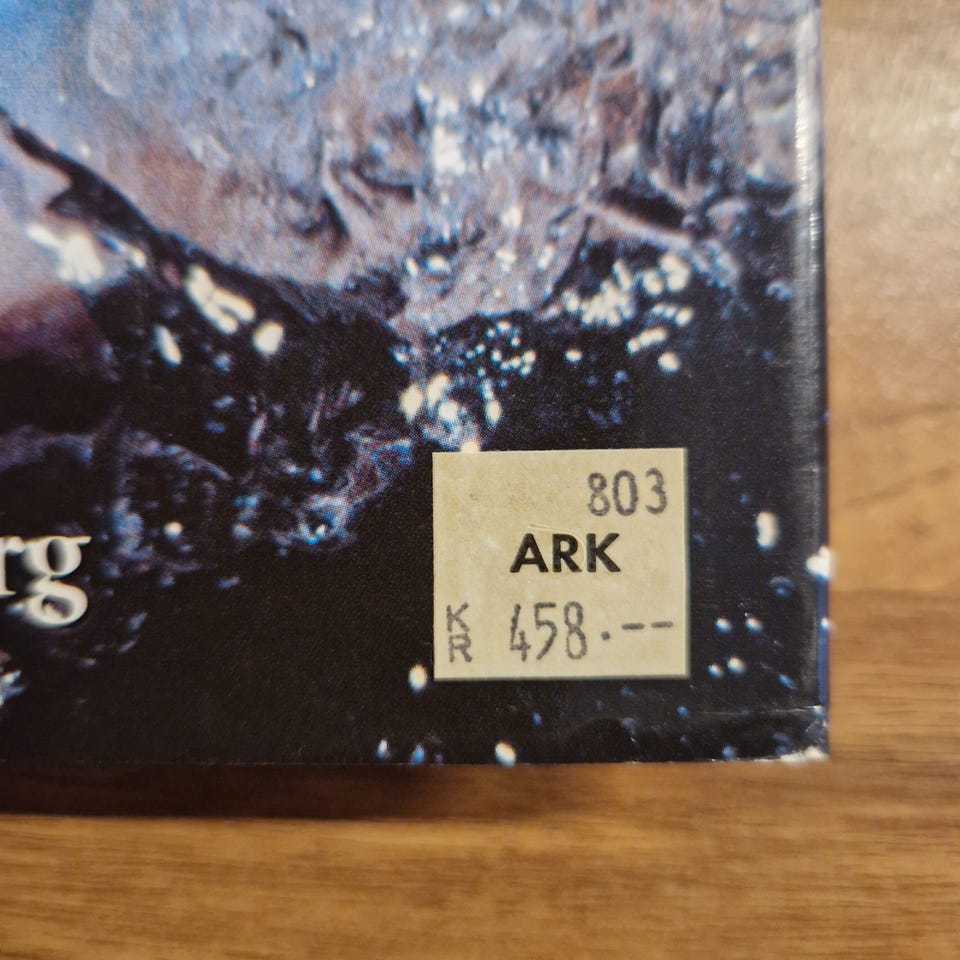 rg
803
ARK
KR 458.--